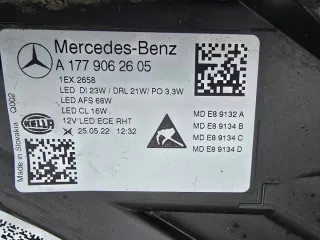 Mercedes-Benz
A 177 906 26 05
1EX.2658
LED DI 23W / DRL 21W/ PO 3,3W
LED AFS 68W
LED CL 16W
12V LED ECE RHT
25.05.22 12:32
MD E8 9132 A
MD E8 9134 B
MD E8 9134 C
MD E8 9134 D
HELLA
Made in Slovakia
Q002